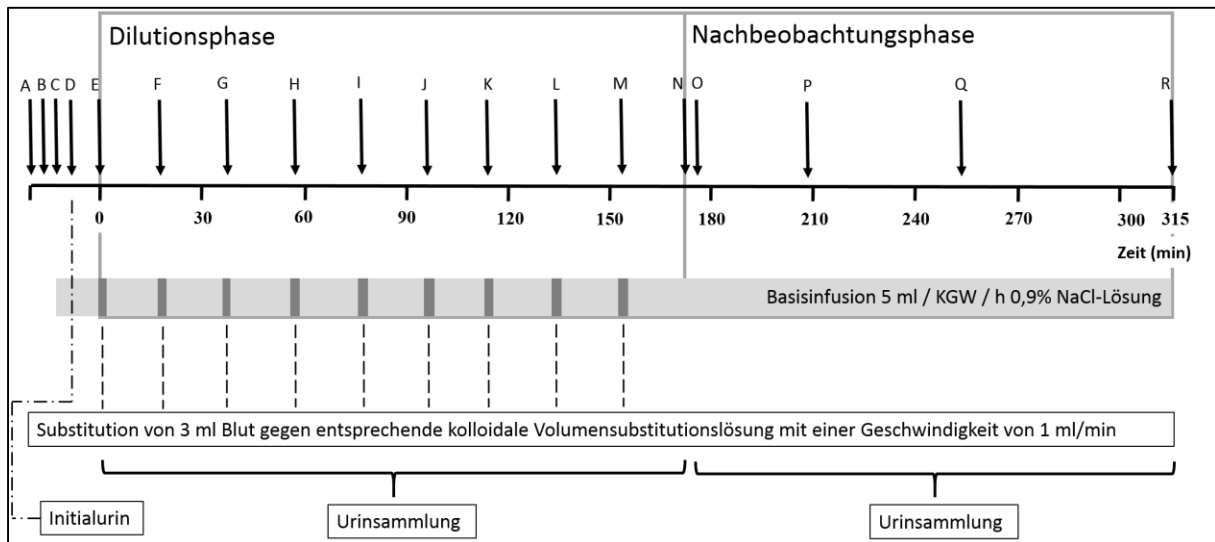 Dilutionsphase
Nachbeobachtungsphase
A B C D E F G H I J K L M N O P Q R
0 30 60 90 120 150 180 210 240 270 300 315
Zeit (min)
Basisinfusion 5 ml / KGW / h 0,9% NaCl-Lösung
Substitution von 3 ml Blut gegen entsprechende kolloidale Volumensubstitutionslösung mit einer Geschwindigkeit von 1 ml/min
Initialurin
Urinsammlung
Urinsammlung